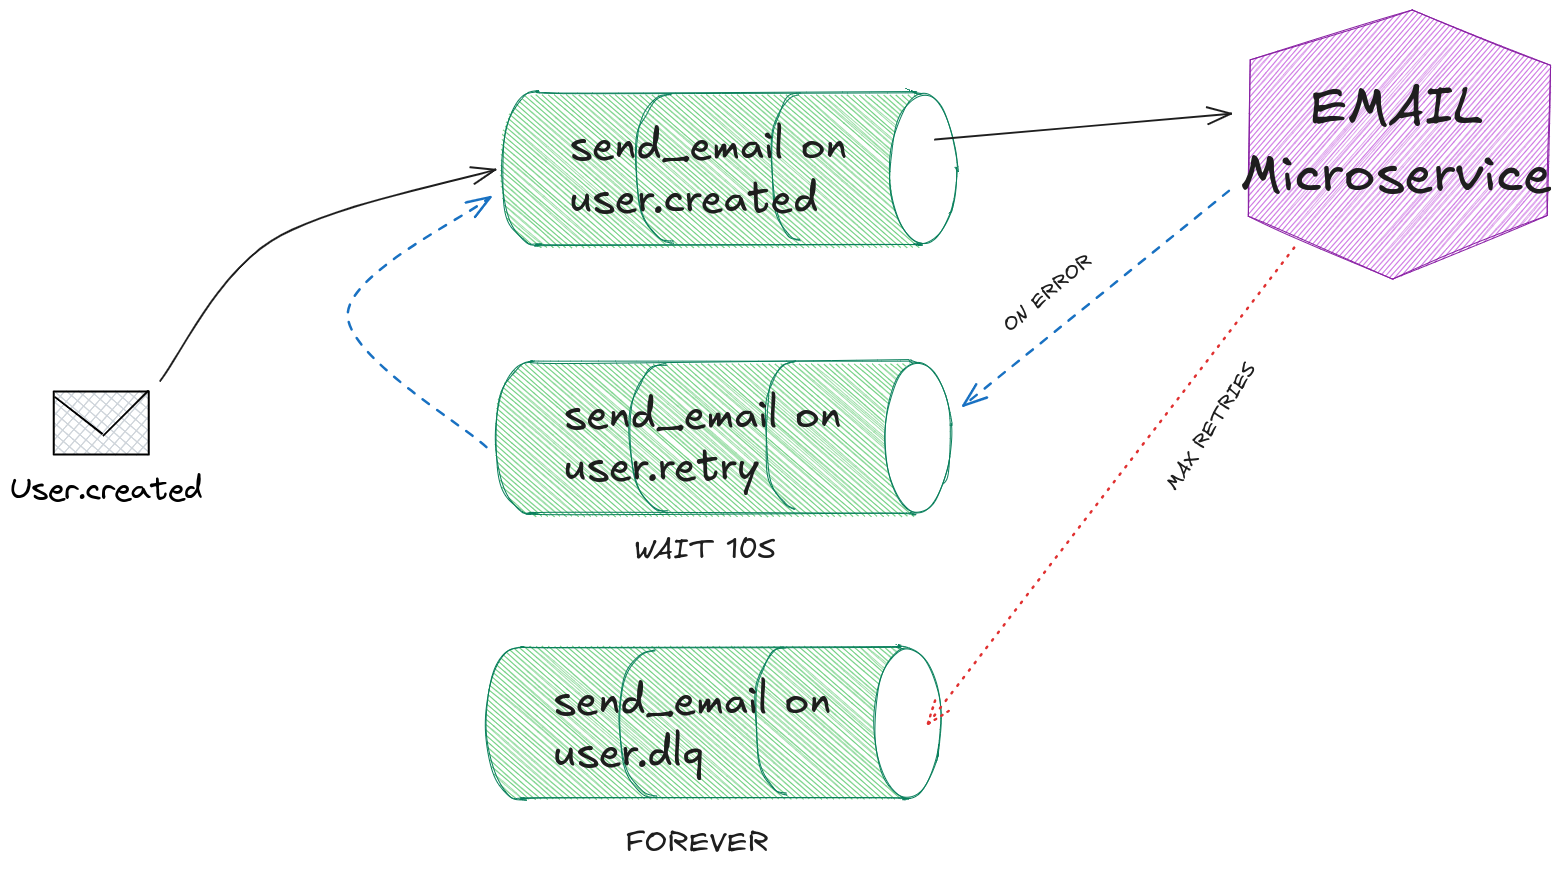 EMAIL
Microservice
send_email on
user.created
ON ERROR
send_email on
user.retry
MAX RETRIES
User.created
WAIT 10S
send_email on
user.dlq
FOREVER